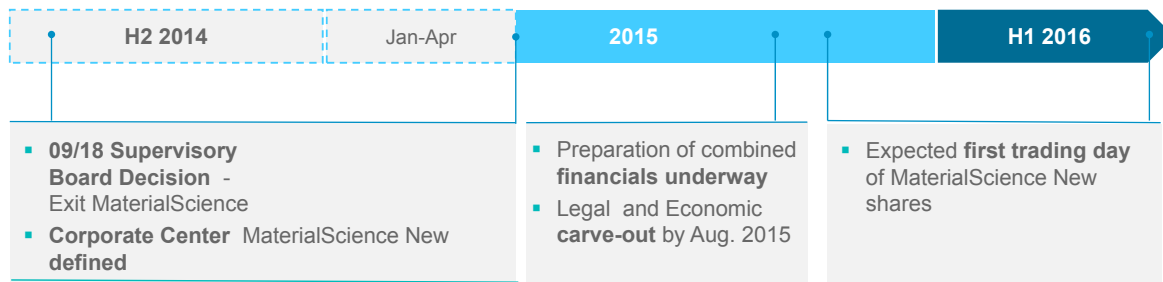 H2 2014
Jan-Apr
2015
H1 2016
▪ 09/18 Supervisory
Board Decision -
Exit MaterialScience
▪ Corporate Center MaterialScience New
defined
▪ Preparation of combined
financials underway
▪ Legal and Economic
carve-out by Aug. 2015
▪ Expected first trading day
of MaterialScience New
shares